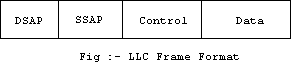 DSAP SSAP Control Data
Fig :- LLC Frame Format